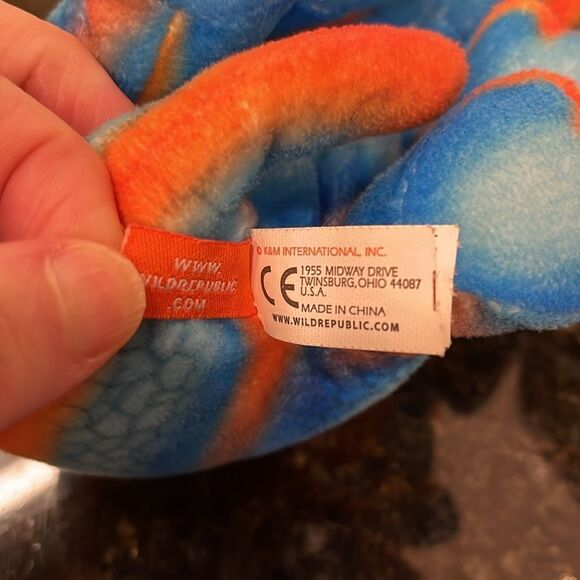 WWW.
WILDREPUBLIC
.COM
© K&M INTERNATIONAL, INC.
CE
1955 MIDWAY DRIVE
TWINSBURG, OHIO 44087
U.S.A.
MADE IN CHINA
WWW.WILDREPUBLIC.COM